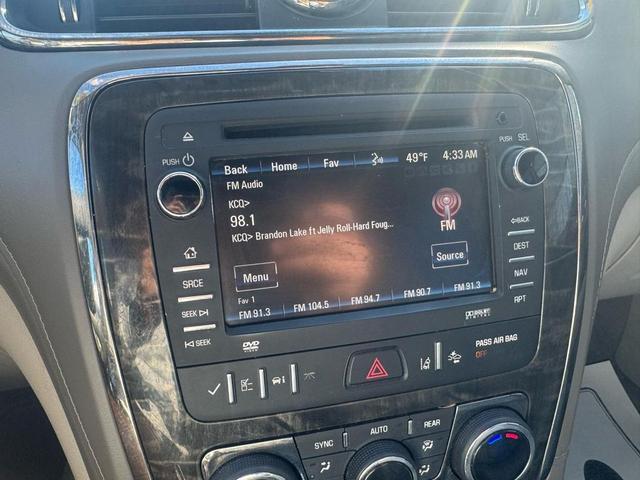 PUSH
PUSH SEL
Back Home Fav 49°F 4:33 AM
FM Audio
KCQ>
98.1
KCQ> Brandon Lake ft Jelly Roll-Hard Foug...
FM
Source
Menu
Fav 1
FM 91.3 FM 104.5 FM 94.7 FM 90.7 FM 91.3
SRCE
SEEK
SEEK
BACK
DEST
NAV
RPT
DVD
PASS AIR BAG
OFF
SYNC AUTO REAR